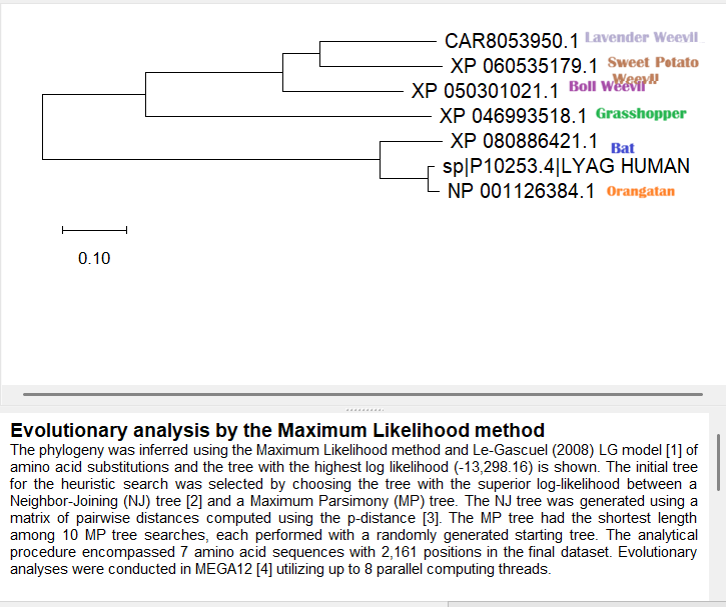 CAR8053950.1 Lavender Weevil
XP 060535179.1 Sweet Potato Weevil
XP 050301021.1 Boll Weevil
XP 046993518.1 Grasshopper
XP 080886421.1 Bat
sp|P10253.4|LYAG HUMAN
NP 001126384.1 Orangatan
0.10
Evolutionary analysis by the Maximum Likelihood method
The phylogeny was inferred using the Maximum Likelihood method and Le-Gascuel (2008) LG model [1] of
amino acid substitutions and the tree with the highest log likelihood (-13,298.16) is shown. The initial tree
for the heuristic search was selected by choosing the tree with the superior log-likelihood between a
Neighbor-Joining (NJ) tree [2] and a Maximum Parsimony (MP) tree. The NJ tree was generated using a
matrix of pairwise distances computed using the p-distance [3]. The MP tree had the shortest length
among 10 MP tree searches, each performed with a randomly generated starting tree. The analytical
procedure encompassed 7 amino acid sequences with 2,161 positions in the final dataset. Evolutionary
analyses were conducted in MEGA12 [4] utilizing up to 8 parallel computing threads.